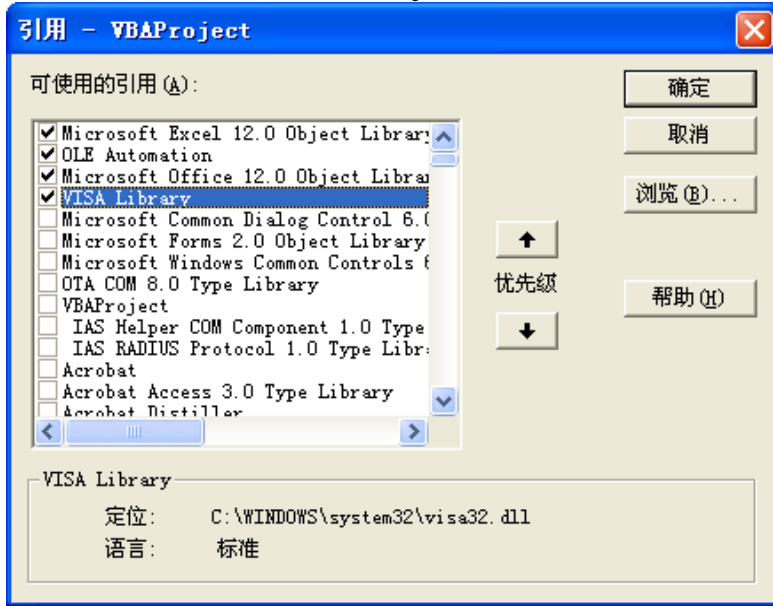 引用 - VBAProject
可使用的引用(A):
Microsoft Excel 12.0 Object Library
OLE Automation
Microsoft Office 12.0 Object Librar
VISA Library
Microsoft Common Dialog Control 6.0
Microsoft Forms 2.0 Object Library
Microsoft Windows Common Controls 6
OTA COM 8.0 Type Library
VBAProject
IAS Helper COM Component 1.0 Type
IAS RADIUS Protocol 1.0 Type Libr
Acrobat
Acrobat Access 3.0 Type Library
Acrobat Distiller
优先级
确定
取消
浏览(B)...
帮助(H)
VISA Library
定位: C:\WINDOWS\system32\visa32.dll
语言: 标准